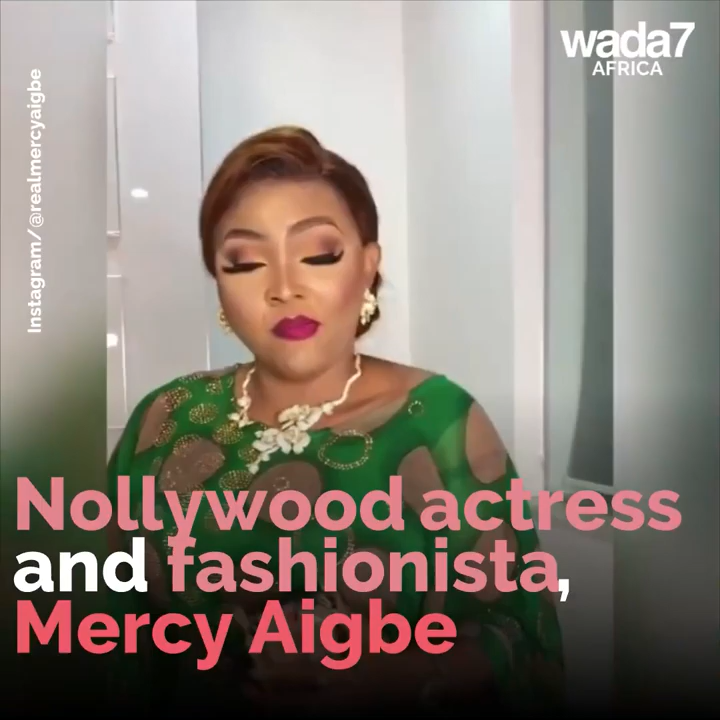 wada7
AFRICA
Instagram/@realmercyaigbe
Nollywood actress
and fashionista,
Mercy Aigbe